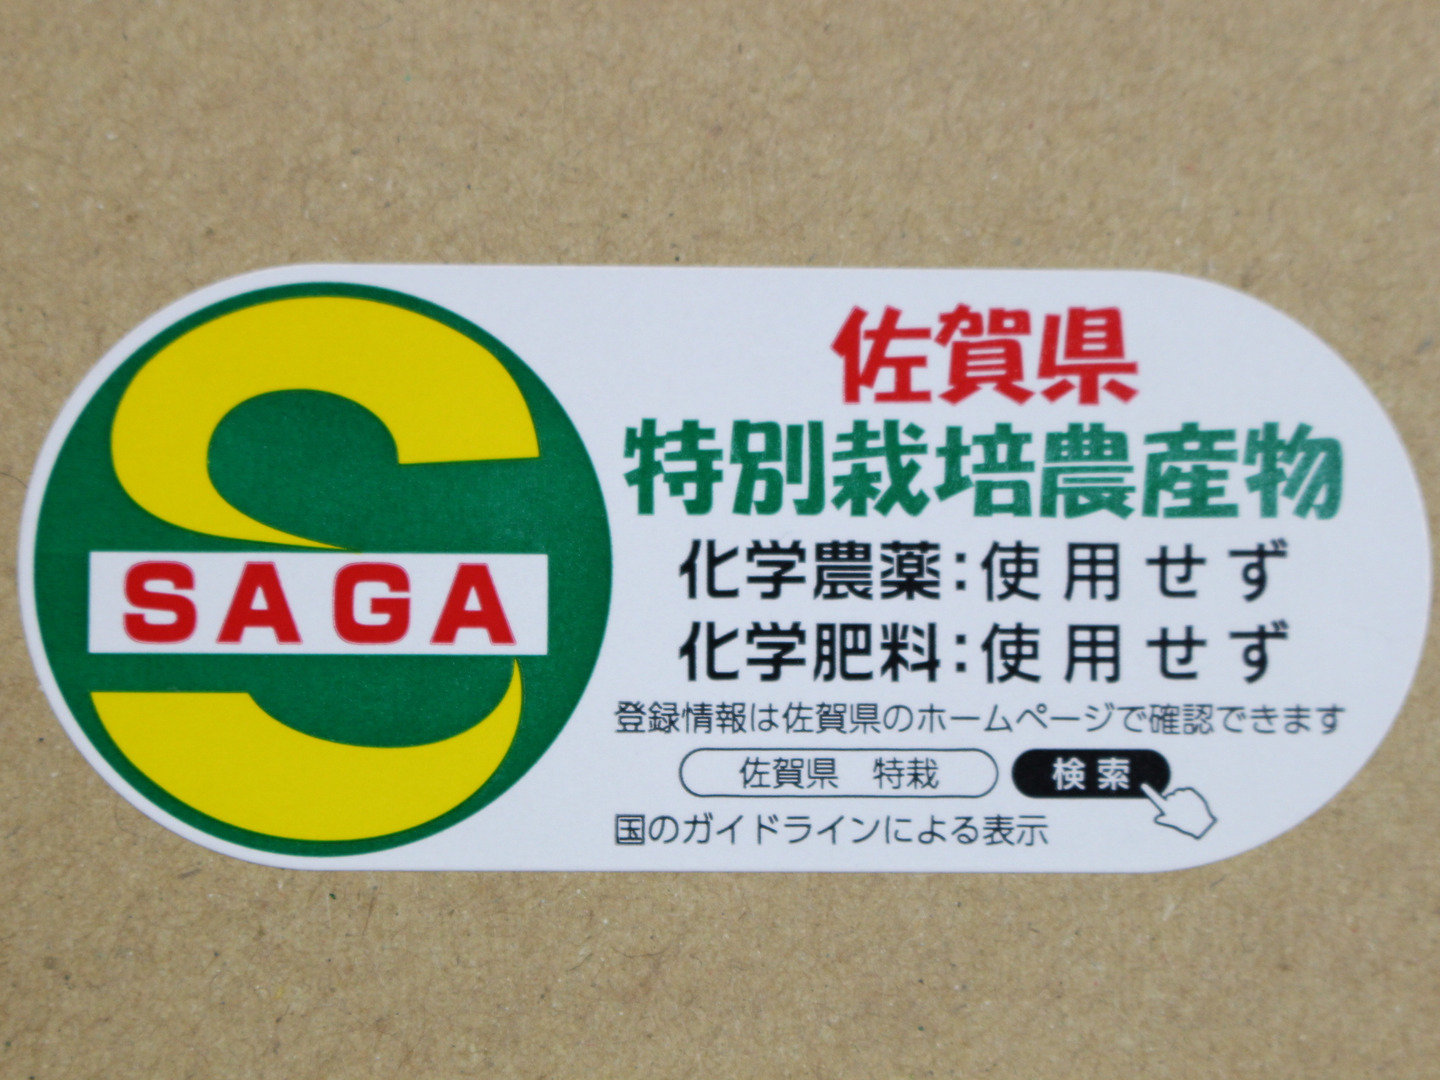 SAGA
佐賀県
特別栽培農産物
化学農薬:使用せず
化学肥料:使用せず
登録情報は佐賀県のホームページで確認できます
佐賀県 特栽 検索
国のガイドラインによる表示